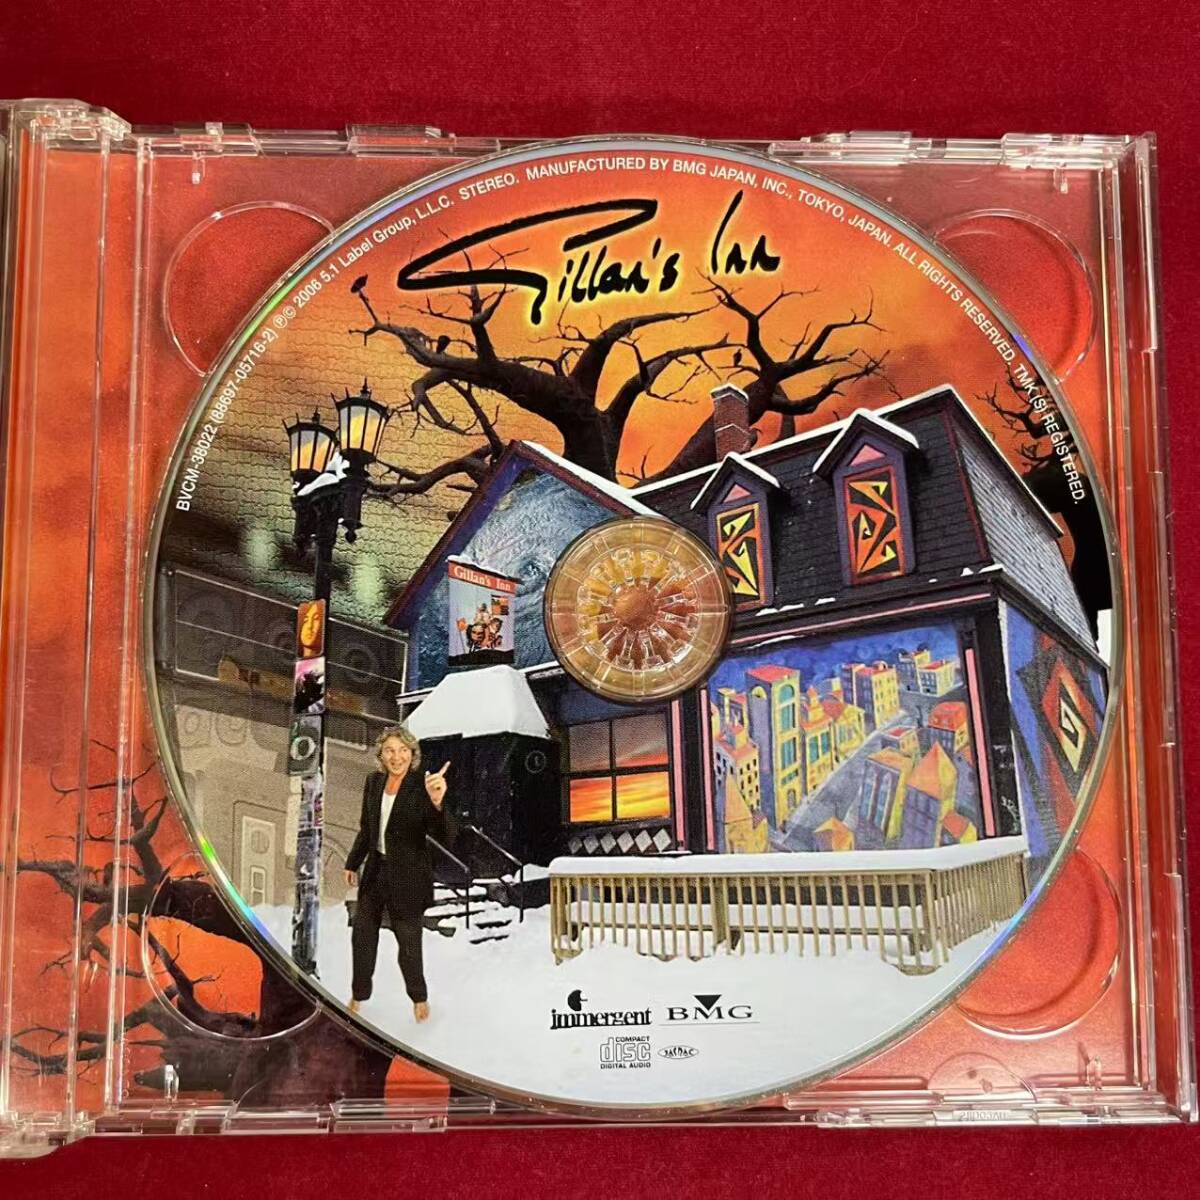 BVCM-38022 (88697-05716-2) ℗© 2006 5.1 Label Group, L.L.C. STEREO. MANUFACTURED BY BMG JAPAN, INC., TOKYO, JAPAN. ALL RIGHTS RESERVED. TMK(S) REGISTERED.
Gillan's Inn
Gillan's Inn
immergent
BMG
COMPACT
disc
DIGITAL AUDIO
JASRAC